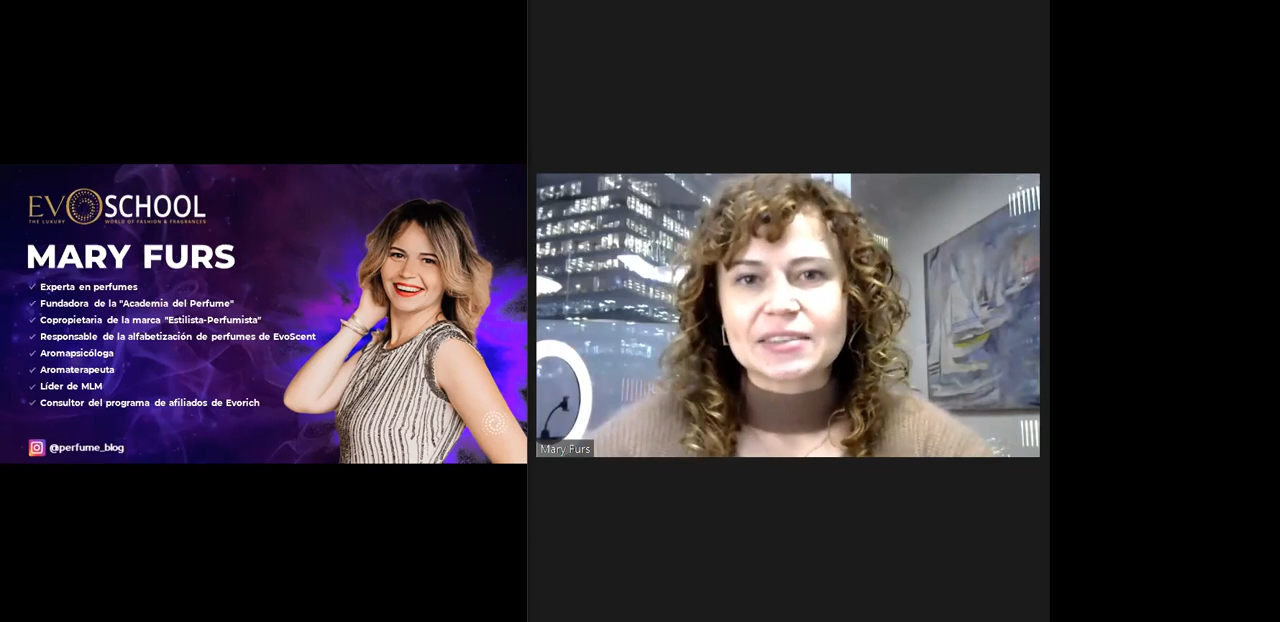 EVOSCHOOL
THE LUXURY WORLD OF FASHION & FRAGRANCES
MARY FURS
Experta en perfumes
Fundadora de la "Academia del Perfume"
Copropietaria de la marca "Estilista-Perfumista"
Responsable de la alfabetización de perfumes de EvoScent
Aromapsicóloga
Aromaterapeuta
Líder de MLM
Consultor del programa de afiliados de Evorich
@perfume_blog
Mary Furs